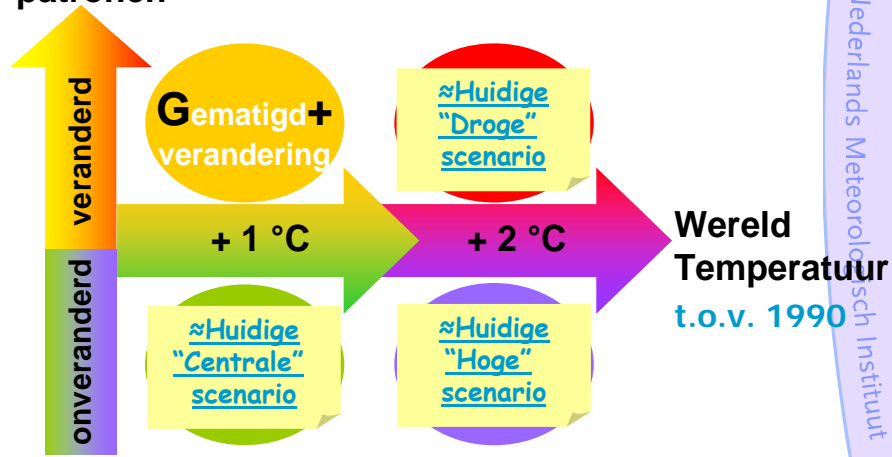 patronen
veranderd
Gematigd+
verandering
≈Huidige
“Droge”
scenario
+ 1 °C
+ 2 °C
Wereld
Temperatuur
t.o.v. 1990
onveranderd
≈Huidige
“Centrale”
scenario
≈Huidige
“Hoge”
scenario
Nederlands Meteorologisch Instituut